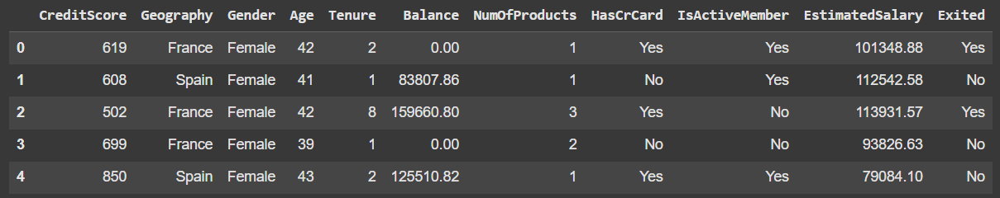 CreditScore Geography Gender Age Tenure Balance NumOfProducts HasCrCard IsActiveMember EstimatedSalary Exited
0 619 France Female 42 2 0.00 1 Yes Yes 101348.88 Yes
1 608 Spain Female 41 1 83807.86 1 No Yes 112542.58 No
2 502 France Female 42 8 159660.80 3 Yes No 113931.57 Yes
3 699 France Female 39 1 0.00 2 No No 93826.63 No
4 850 Spain Female 43 2 125510.82 1 Yes Yes 79084.10 No